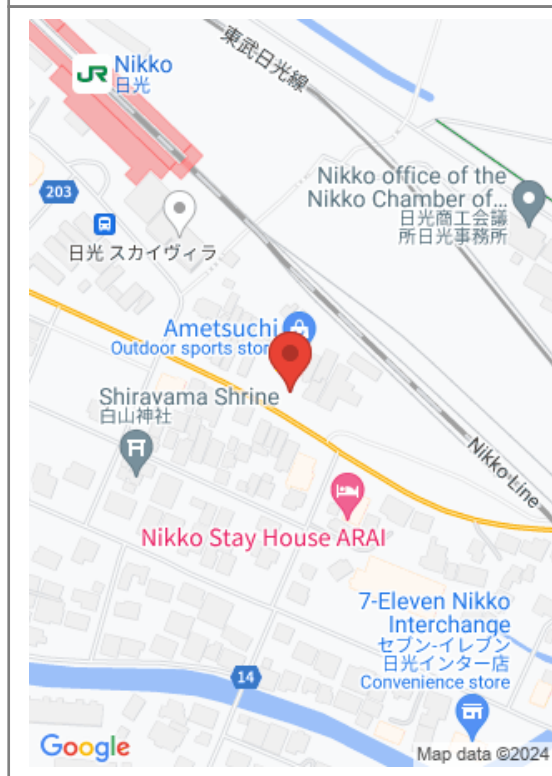 JR
Nikko
日光
東武日光線
203
Nikko office of the
Nikko Chamber of...
日光商工会議
所日光事務所
日光 スカイヴィラ
Ametsuchi
Outdoor sports stor
Shirayama Shrine
白山神社
Nikko Line
Nikko Stay House ARAI
7-Eleven Nikko
Interchange
セブン-イレブン
日光インター店
Convenience store
14
Google
Map data ©2024